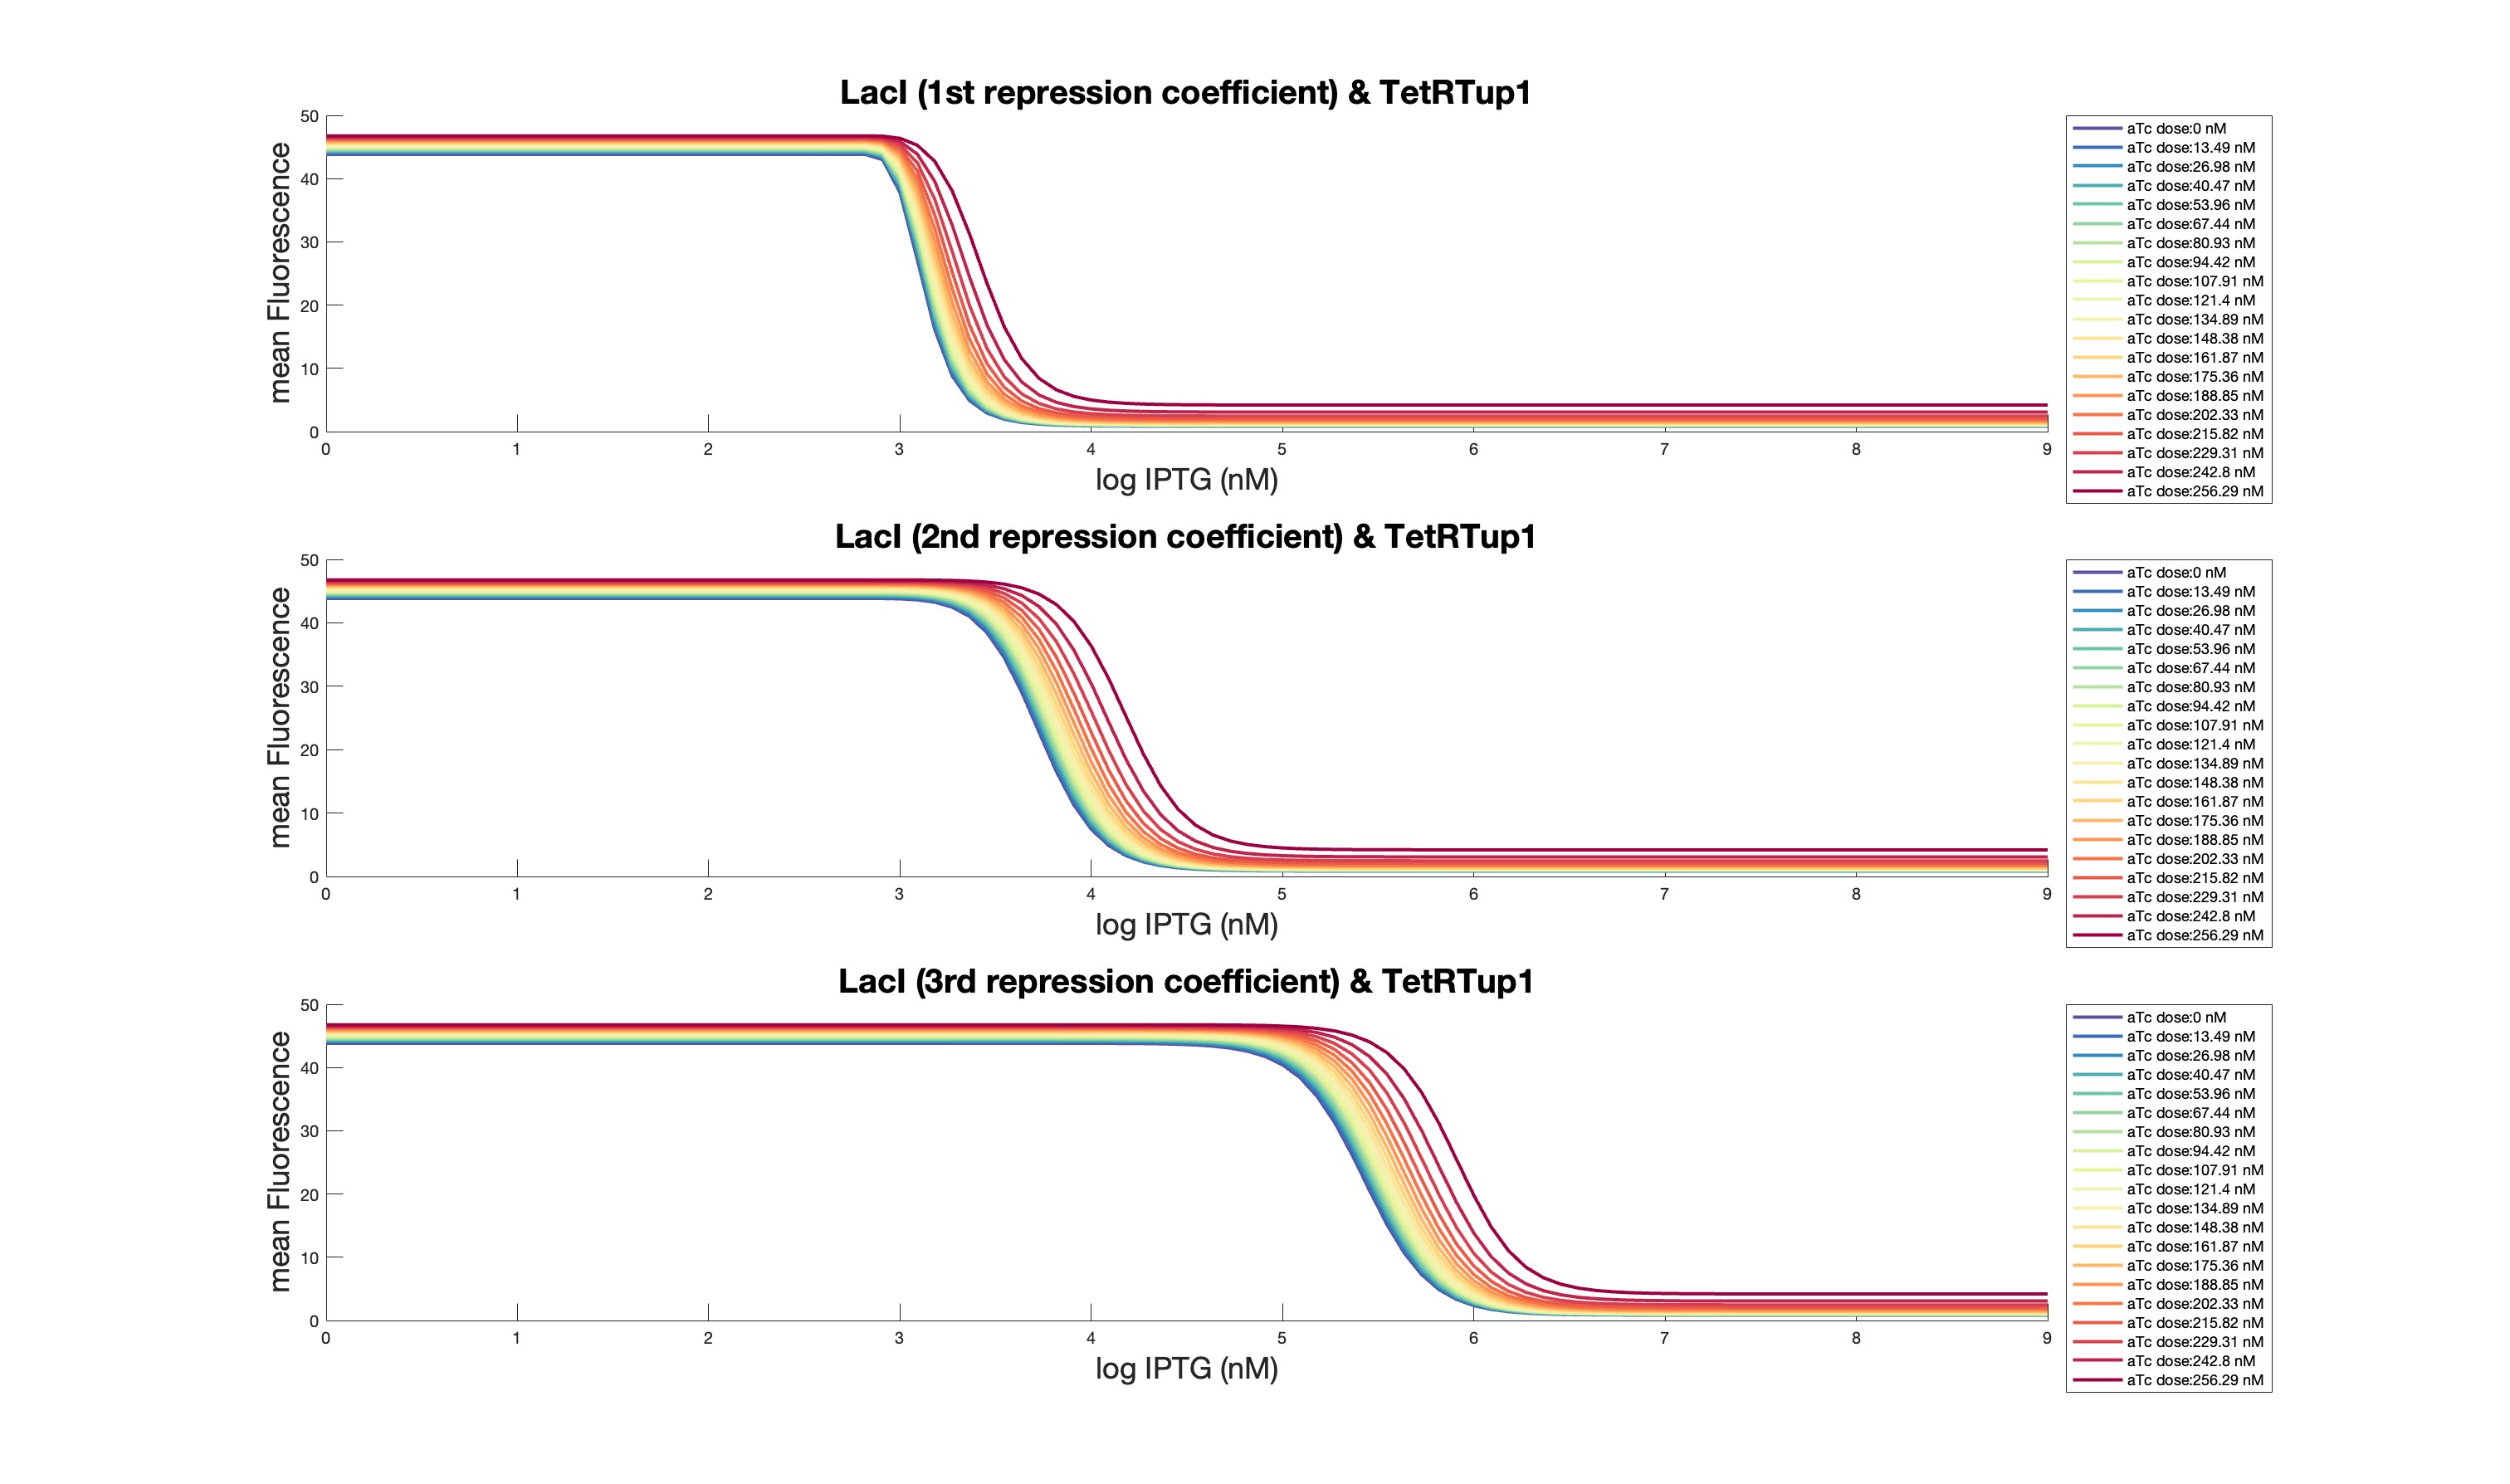 LacI (1st repression coefficient) & TetRTup1
50
40
30
20
10
0
mean Fluorescence
0 1 2 3 4 5 6 7 8 9
log IPTG (nM)
aTc dose:0 nM
aTc dose:13.49 nM
aTc dose:26.98 nM
aTc dose:40.47 nM
aTc dose:53.96 nM
aTc dose:67.44 nM
aTc dose:80.93 nM
aTc dose:94.42 nM
aTc dose:107.91 nM
aTc dose:121.4 nM
aTc dose:134.89 nM
aTc dose:148.38 nM
aTc dose:161.87 nM
aTc dose:175.36 nM
aTc dose:188.85 nM
aTc dose:202.33 nM
aTc dose:215.82 nM
aTc dose:229.31 nM
aTc dose:242.8 nM
aTc dose:256.29 nM
LacI (2nd repression coefficient) & TetRTup1
50
40
30
20
10
0
mean Fluorescence
0 1 2 3 4 5 6 7 8 9
log IPTG (nM)
aTc dose:0 nM
aTc dose:13.49 nM
aTc dose:26.98 nM
aTc dose:40.47 nM
aTc dose:53.96 nM
aTc dose:67.44 nM
aTc dose:80.93 nM
aTc dose:94.42 nM
aTc dose:107.91 nM
aTc dose:121.4 nM
aTc dose:134.89 nM
aTc dose:148.38 nM
aTc dose:161.87 nM
aTc dose:175.36 nM
aTc dose:188.85 nM
aTc dose:202.33 nM
aTc dose:215.82 nM
aTc dose:229.31 nM
aTc dose:242.8 nM
aTc dose:256.29 nM
LacI (3rd repression coefficient) & TetRTup1
50
40
30
20
10
0
mean Fluorescence
0 1 2 3 4 5 6 7 8 9
log IPTG (nM)
aTc dose:0 nM
aTc dose:13.49 nM
aTc dose:26.98 nM
aTc dose:40.47 nM
aTc dose:53.96 nM
aTc dose:67.44 nM
aTc dose:80.93 nM
aTc dose:94.42 nM
aTc dose:107.91 nM
aTc dose:121.4 nM
aTc dose:134.89 nM
aTc dose:148.38 nM
aTc dose:161.87 nM
aTc dose:175.36 nM
aTc dose:188.85 nM
aTc dose:202.33 nM
aTc dose:215.82 nM
aTc dose:229.31 nM
aTc dose:242.8 nM
aTc dose:256.29 nM